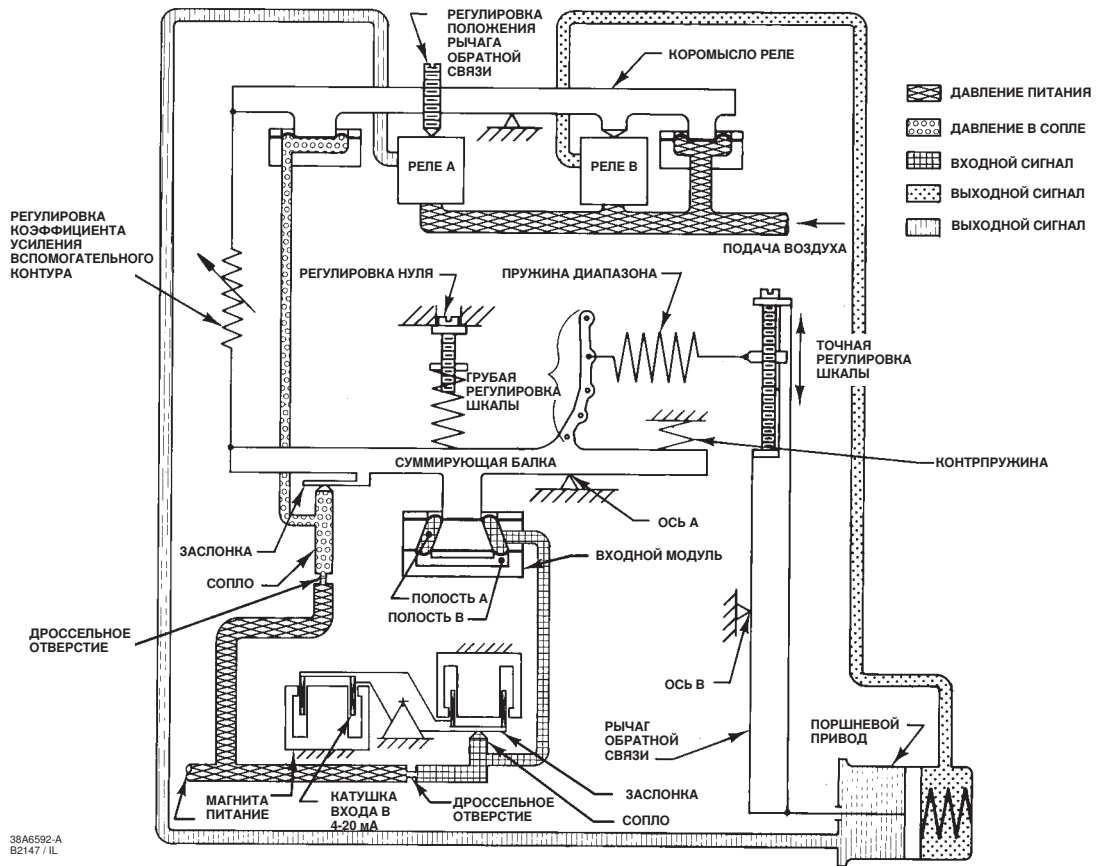 РЕГУЛИРОВКА
ПОЛОЖЕНИЯ
РЫЧАГА
ОБРАТНОЙ
СВЯЗИ
КОРОМЫСЛО РЕЛЕ
ДАВЛЕНИЕ ПИТАНИЯ
ДАВЛЕНИЕ В СОПЛЕ
ВХОДНОЙ СИГНАЛ
ВЫХОДНОЙ СИГНАЛ
ВЫХОДНОЙ СИГНАЛ
РЕЛЕ A
РЕЛЕ B
ПОДАЧА ВОЗДУХА
РЕГУЛИРОВКА
КОЭФФИЦИЕНТА
УСИЛЕНИЯ
ВСПОМОГАТЕЛЬНОГО
КОНТУРА
РЕГУЛИРОВКА НУЛЯ
ПРУЖИНА ДИАПАЗОНА
ТОЧНАЯ
РЕГУЛИРОВКА
ШКАЛЫ
ГРУБАЯ
РЕГУЛИРОВКА
ШКАЛЫ
СУММИРУЮЩАЯ БАЛКА
КОНТРПРУЖИНА
ОСЬ A
ЗАСЛОНКА
ВХОДНОЙ МОДУЛЬ
СОПЛО
ПОЛОСТЬ A
ПОЛОСТЬ B
ДРОССЕЛЬНОЕ
ОТВЕРСТИЕ
ОСЬ B
РЫЧАГ
ОБРАТНОЙ
СВЯЗИ
ПОРШНЕВОЙ
ПРИВОД
МАГНИТА
ПИТАНИЕ
КАТУШКА
ВХОДА В
4-20 мА
ДРОССЕЛЬНОЕ
ОТВЕРСТИЕ
ЗАСЛОНКА
СОПЛО
38A6592-A
B2147 / IL